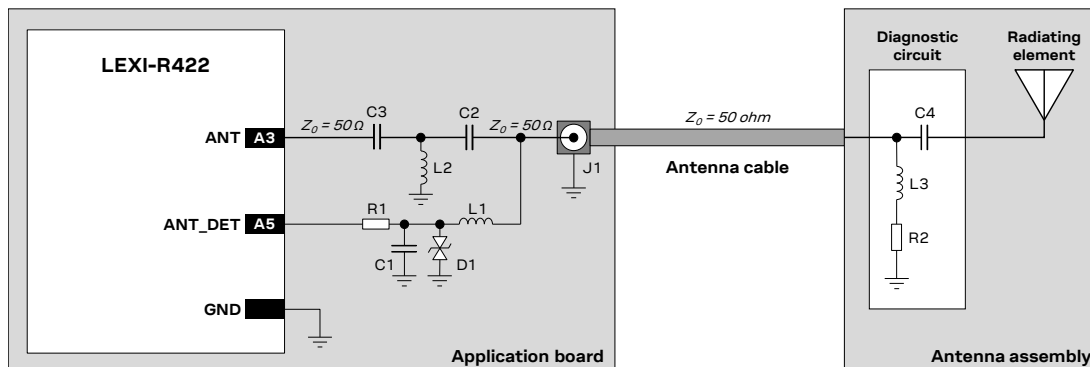 LEXI-R422
ANT
A3
Z₀ = 50 Ω
C3
C2
Z₀ = 50 Ω
L2
J1
ANT_DET
A5
R1
L1
C1
D1
GND
Application board
Z₀ = 50 ohm
Antenna cable
Diagnostic
circuit
Radiating
element
C4
L3
R2
Antenna assembly